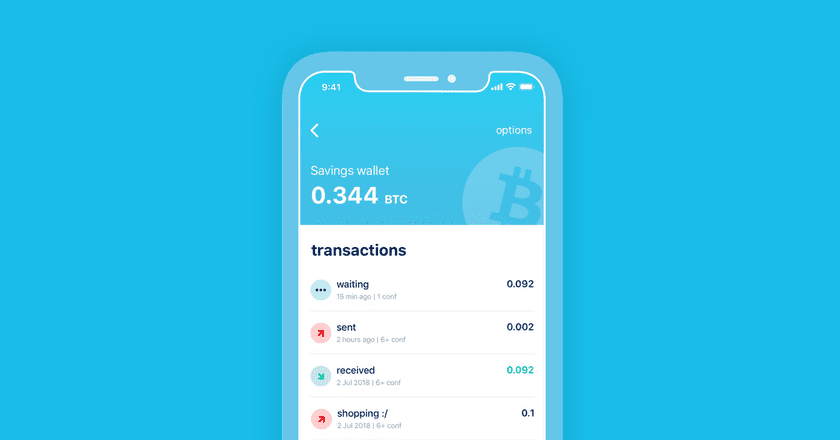 9:41
options
Savings wallet
0.344 BTC
transactions
waiting 0.092
15 min ago | 1 conf
sent 0.002
2 hours ago | 6+ conf
received 0.092
2 Jul 2018 | 6+ conf
shopping :/ 0.1
2 Jul 2018 | 6+ conf